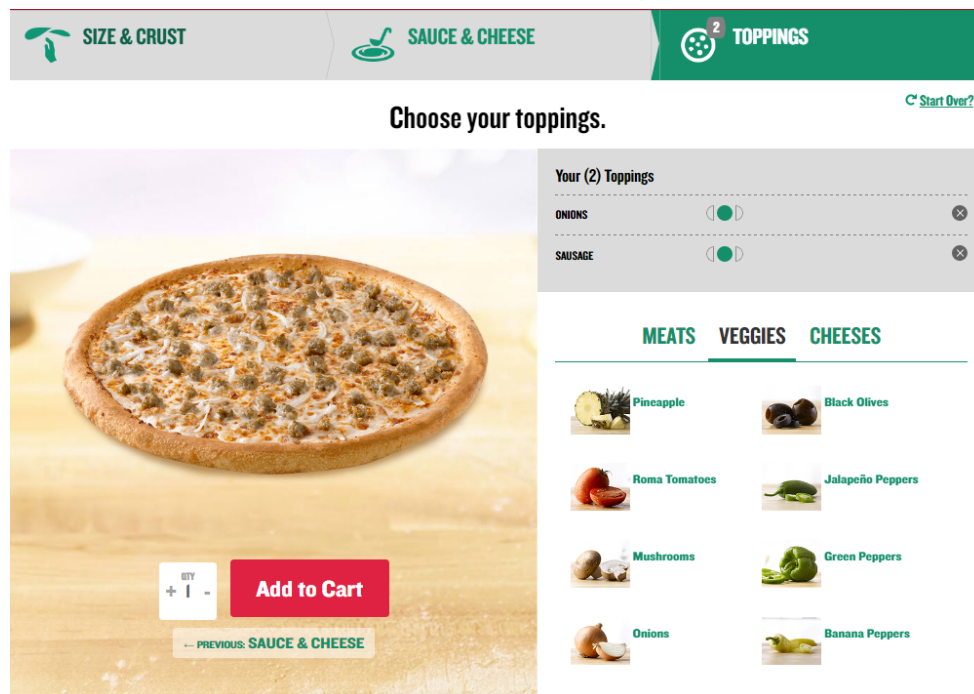 SIZE & CRUST
SAUCE & CHEESE
2
TOPPINGS
Start Over?
Choose your toppings.
Your (2) Toppings
ONIONS
SAUSAGE
MEATS VEGGIES CHEESES
Pineapple
Black Olives
Roma Tomatoes
Jalapeño Peppers
Mushrooms
Green Peppers
Onions
Banana Peppers
QTY
+ 1 -
Add to Cart
← PREVIOUS: SAUCE & CHEESE